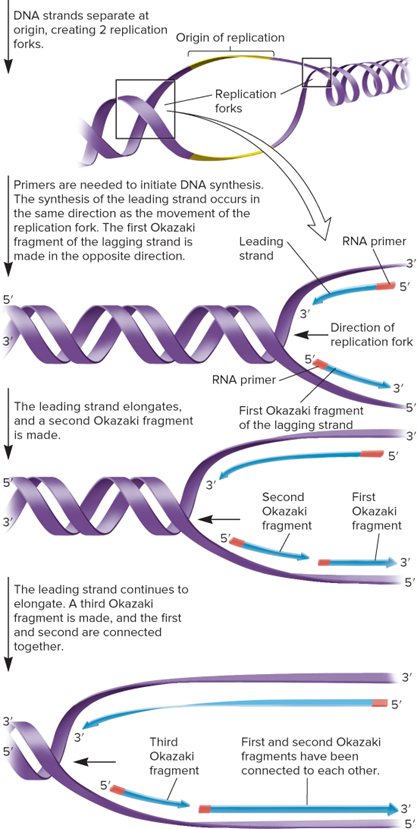 DNA strands separate at
origin, creating 2 replication
forks.
Origin of replication
Replication
forks
Primers are needed to initiate DNA synthesis.
The synthesis of the leading strand occurs in
the same direction as the movement of the
replication fork. The first Okazaki
fragment of the lagging strand is
made in the opposite direction.
Leading
strand
RNA primer
3′
5′
5′
3′
3′
Direction of
replication fork
5′
RNA primer
3′
First Okazaki fragment
of the lagging strand
5′
The leading strand elongates,
and a second Okazaki fragment
is made.
3′
5′
5′
3′
3′
Second
Okazaki
fragment
First
Okazaki
fragment
5′
3′
5′
The leading strand continues to
elongate. A third Okazaki
fragment is made, and the first
and second are connected
together.
3′
5′
3′
3′
5′
Third
Okazaki
fragment
First and second Okazaki
fragments have been
connected to each other.
5′
3′
5′